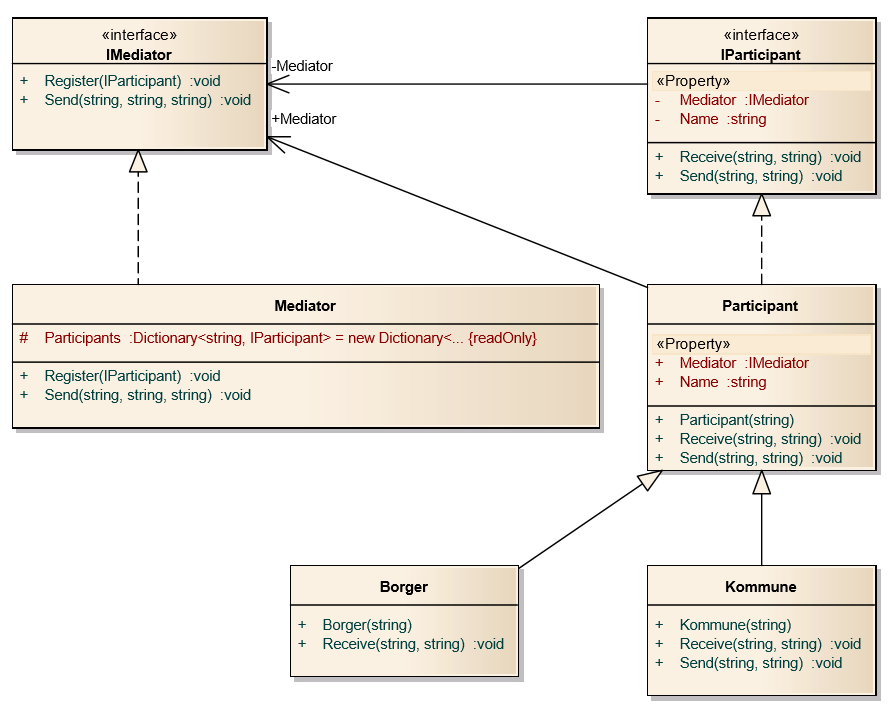 «interface»
IMediator
+ Register(IParticipant) :void
+ Send(string, string, string) :void
-Mediator
+Mediator
«interface»
IParticipant
«Property»
- Mediator :IMediator
- Name :string
+ Receive(string, string) :void
+ Send(string, string) :void
Mediator
# Participants :Dictionary<string, IParticipant> = new Dictionary<... {readOnly}
+ Register(IParticipant) :void
+ Send(string, string, string) :void
Participant
«Property»
+ Mediator :IMediator
+ Name :string
+ Participant(string)
+ Receive(string, string) :void
+ Send(string, string) :void
Borger
+ Borger(string)
+ Receive(string, string) :void
Kommune
+ Kommune(string)
+ Receive(string, string) :void
+ Send(string, string) :void